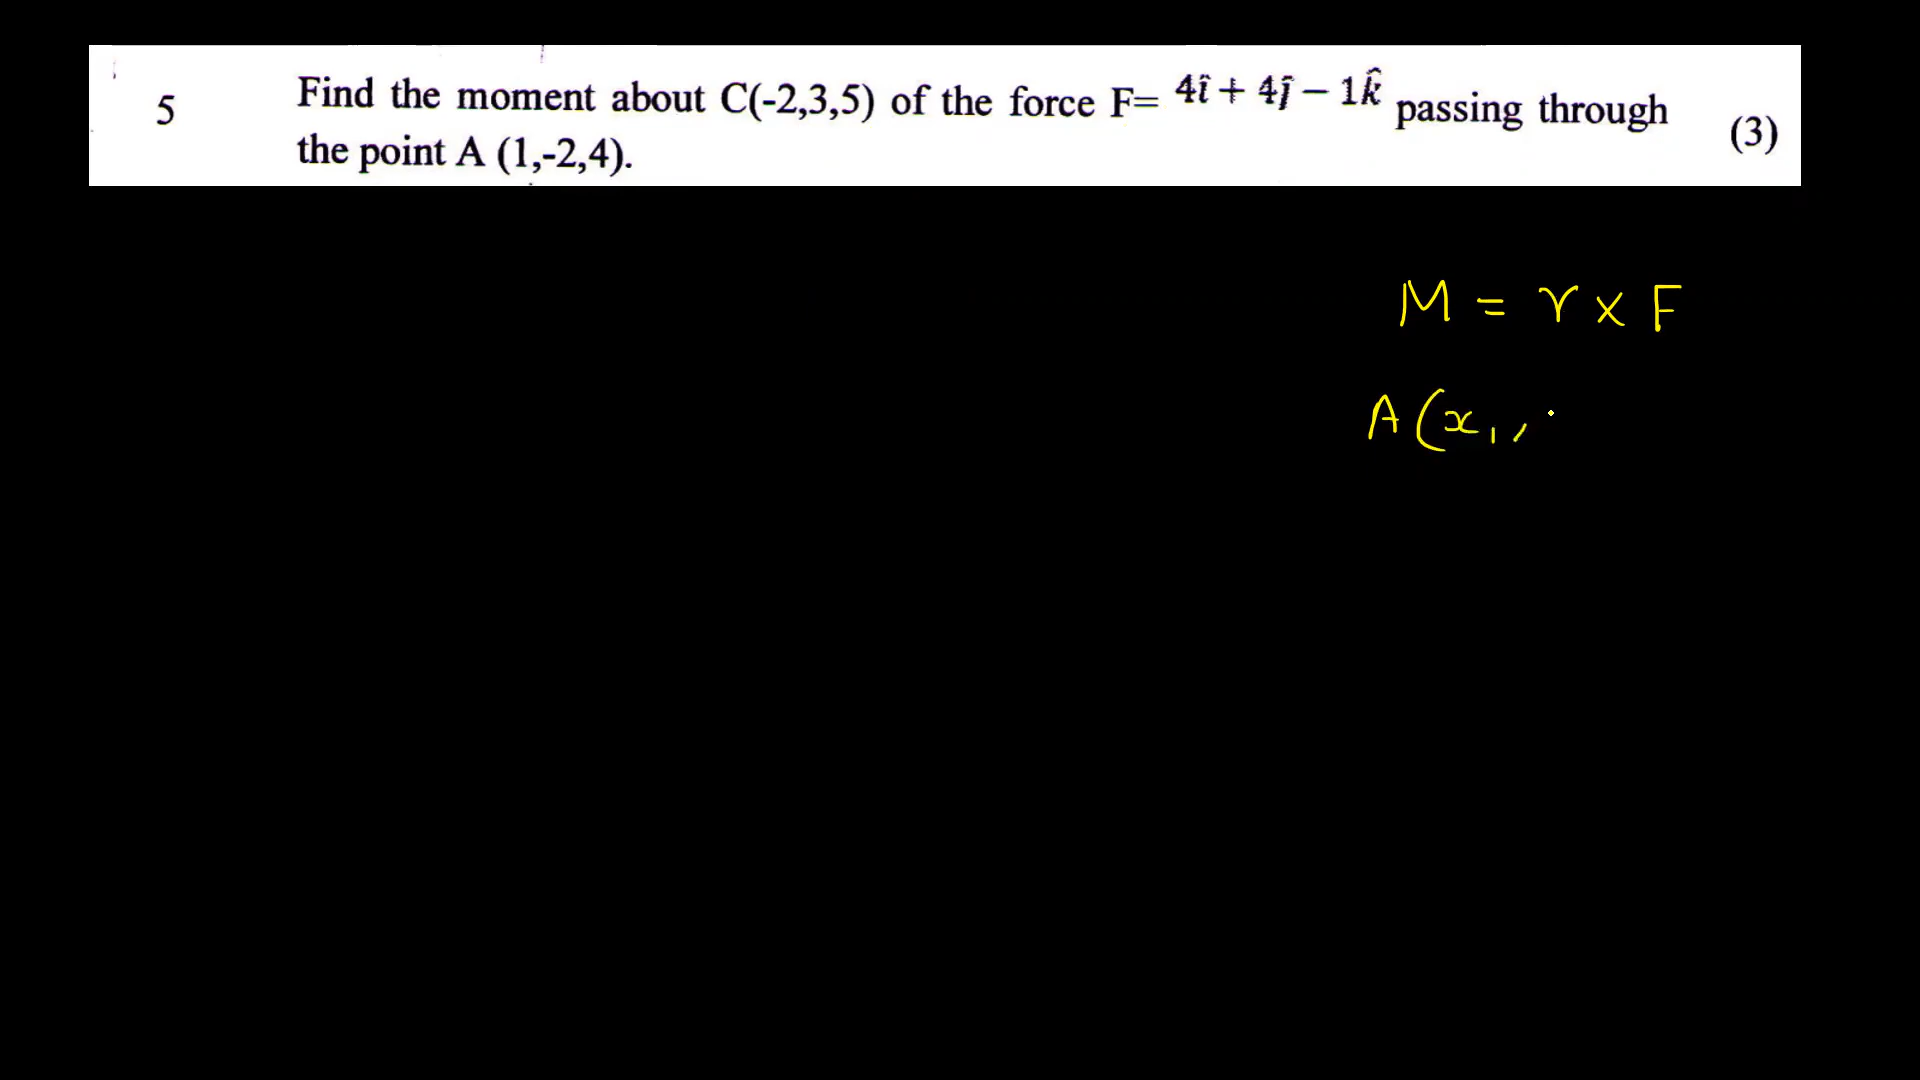 5 Find the moment about C(-2,3,5) of the force F= 4î + 4ĵ − 1k̂ passing through
the point A (1,-2,4). (3)
M = r × F
A(x₁,